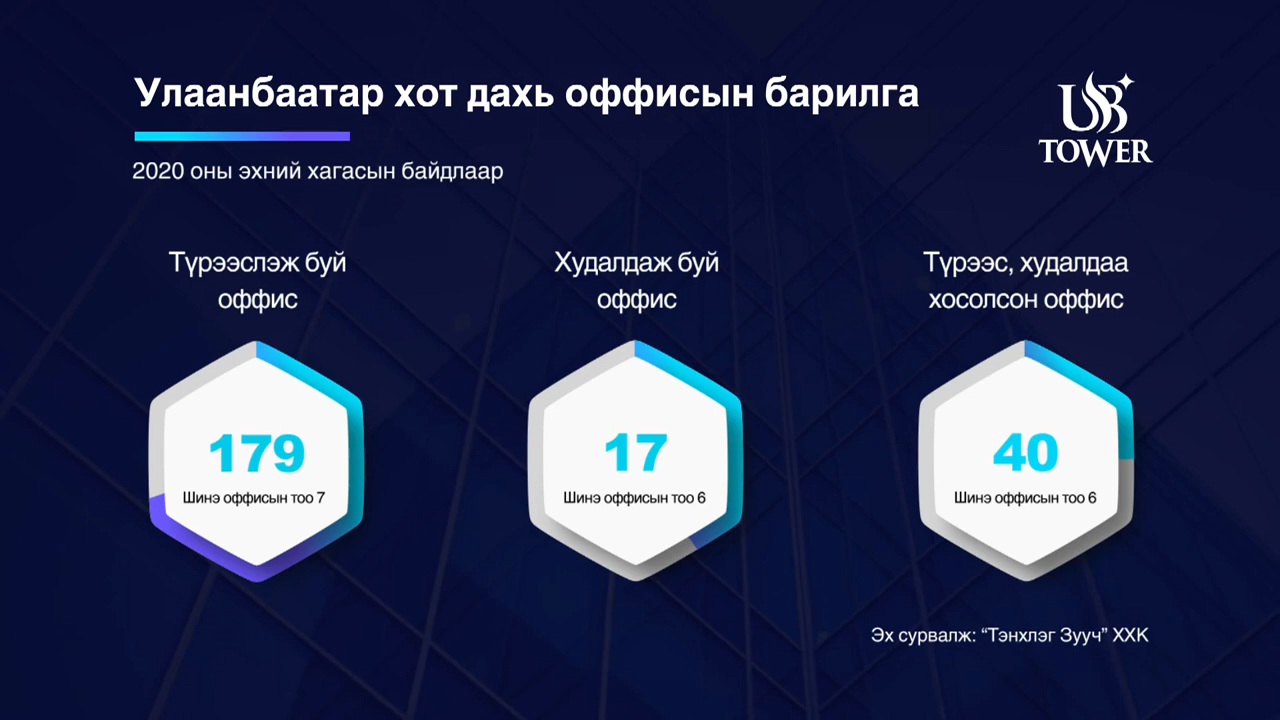 Улаанбаатар хот дахь оффисын барилга
UB
TOWER
2020 оны эхний хагасын байдлаар
Түрээслэж буй
оффис
179
Шинэ оффисын тоо 7
Худалдаж буй
оффис
17
Шинэ оффисын тоо 6
Түрээс, худалдаа
хосолсон оффис
40
Шинэ оффисын тоо 6
Эх сурвалж: “Тэнхлэг Зууч” ХХК